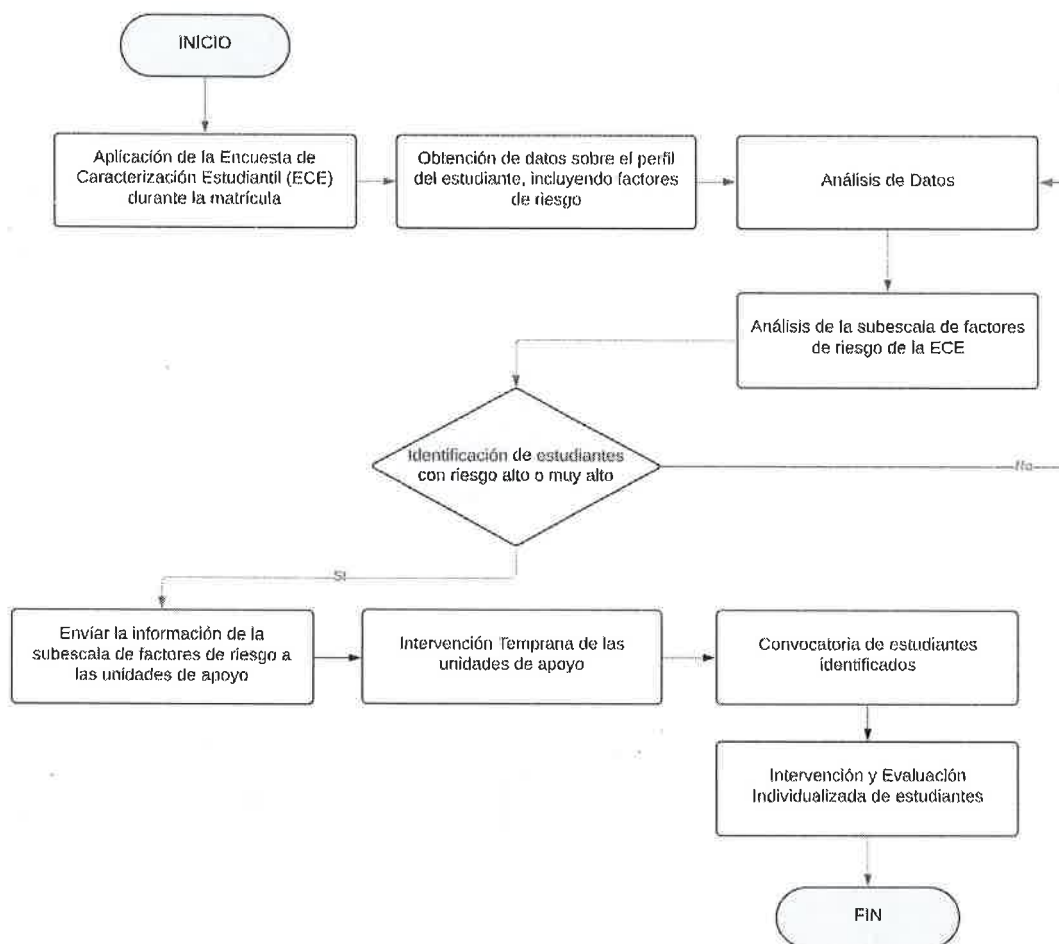 INICIO
Aplicación de la Encuesta de
Caracterización Estudiantil (ECE)
durante la matrícula
Obtención de datos sobre el perfil
del estudiante, incluyendo factores
de riesgo
Análisis de Datos
Análisis de la subescala de factores
de riesgo de la ECE
Identificación de estudiantes
con riesgo alto o muy alto
No
Si
Envíar la información de la
subescala de factores de riesgo a
las unidades de apoyo
Intervención Temprana de las
unidades de apoyo
Convocatoria de estudiantes
identificados
Intervención y Evaluación
Individualizada de estudiantes
FIN